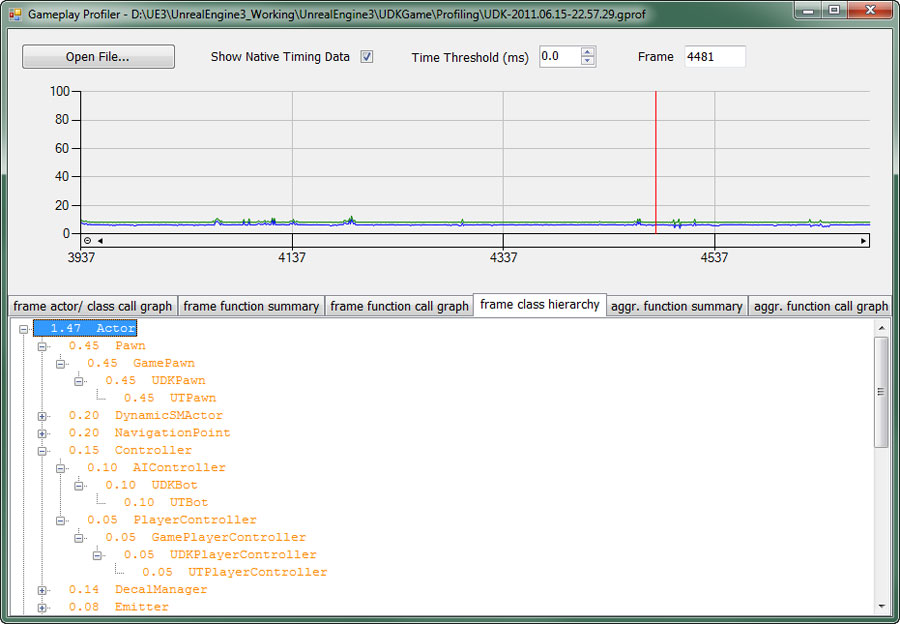 Gameplay Profiler - D:\UE3\UnrealEngine3_Working\UnrealEngine3\UDKGame\Profiling\UDK-2011.06.15-22.57.29.gprof
Open File... Show Native Timing Data Time Threshold (ms) 0.0 Frame 4481
100
80
60
40
20
0
3937 4137 4337 4537
frame actor/ class call graph frame function summary frame function call graph frame class hierarchy aggr. function summary aggr. function call graph
1.47 Actor
0.45 Pawn
0.45 GamePawn
0.45 UDKPawn
0.45 UTPawn
0.20 DynamicSMActor
0.20 NavigationPoint
0.15 Controller
0.10 AIController
0.10 UDKBot
0.10 UTBot
0.05 PlayerController
0.05 GamePlayerController
0.05 UDKPlayerController
0.05 UTPlayerController
0.14 DecalManager
0.08 Emitter